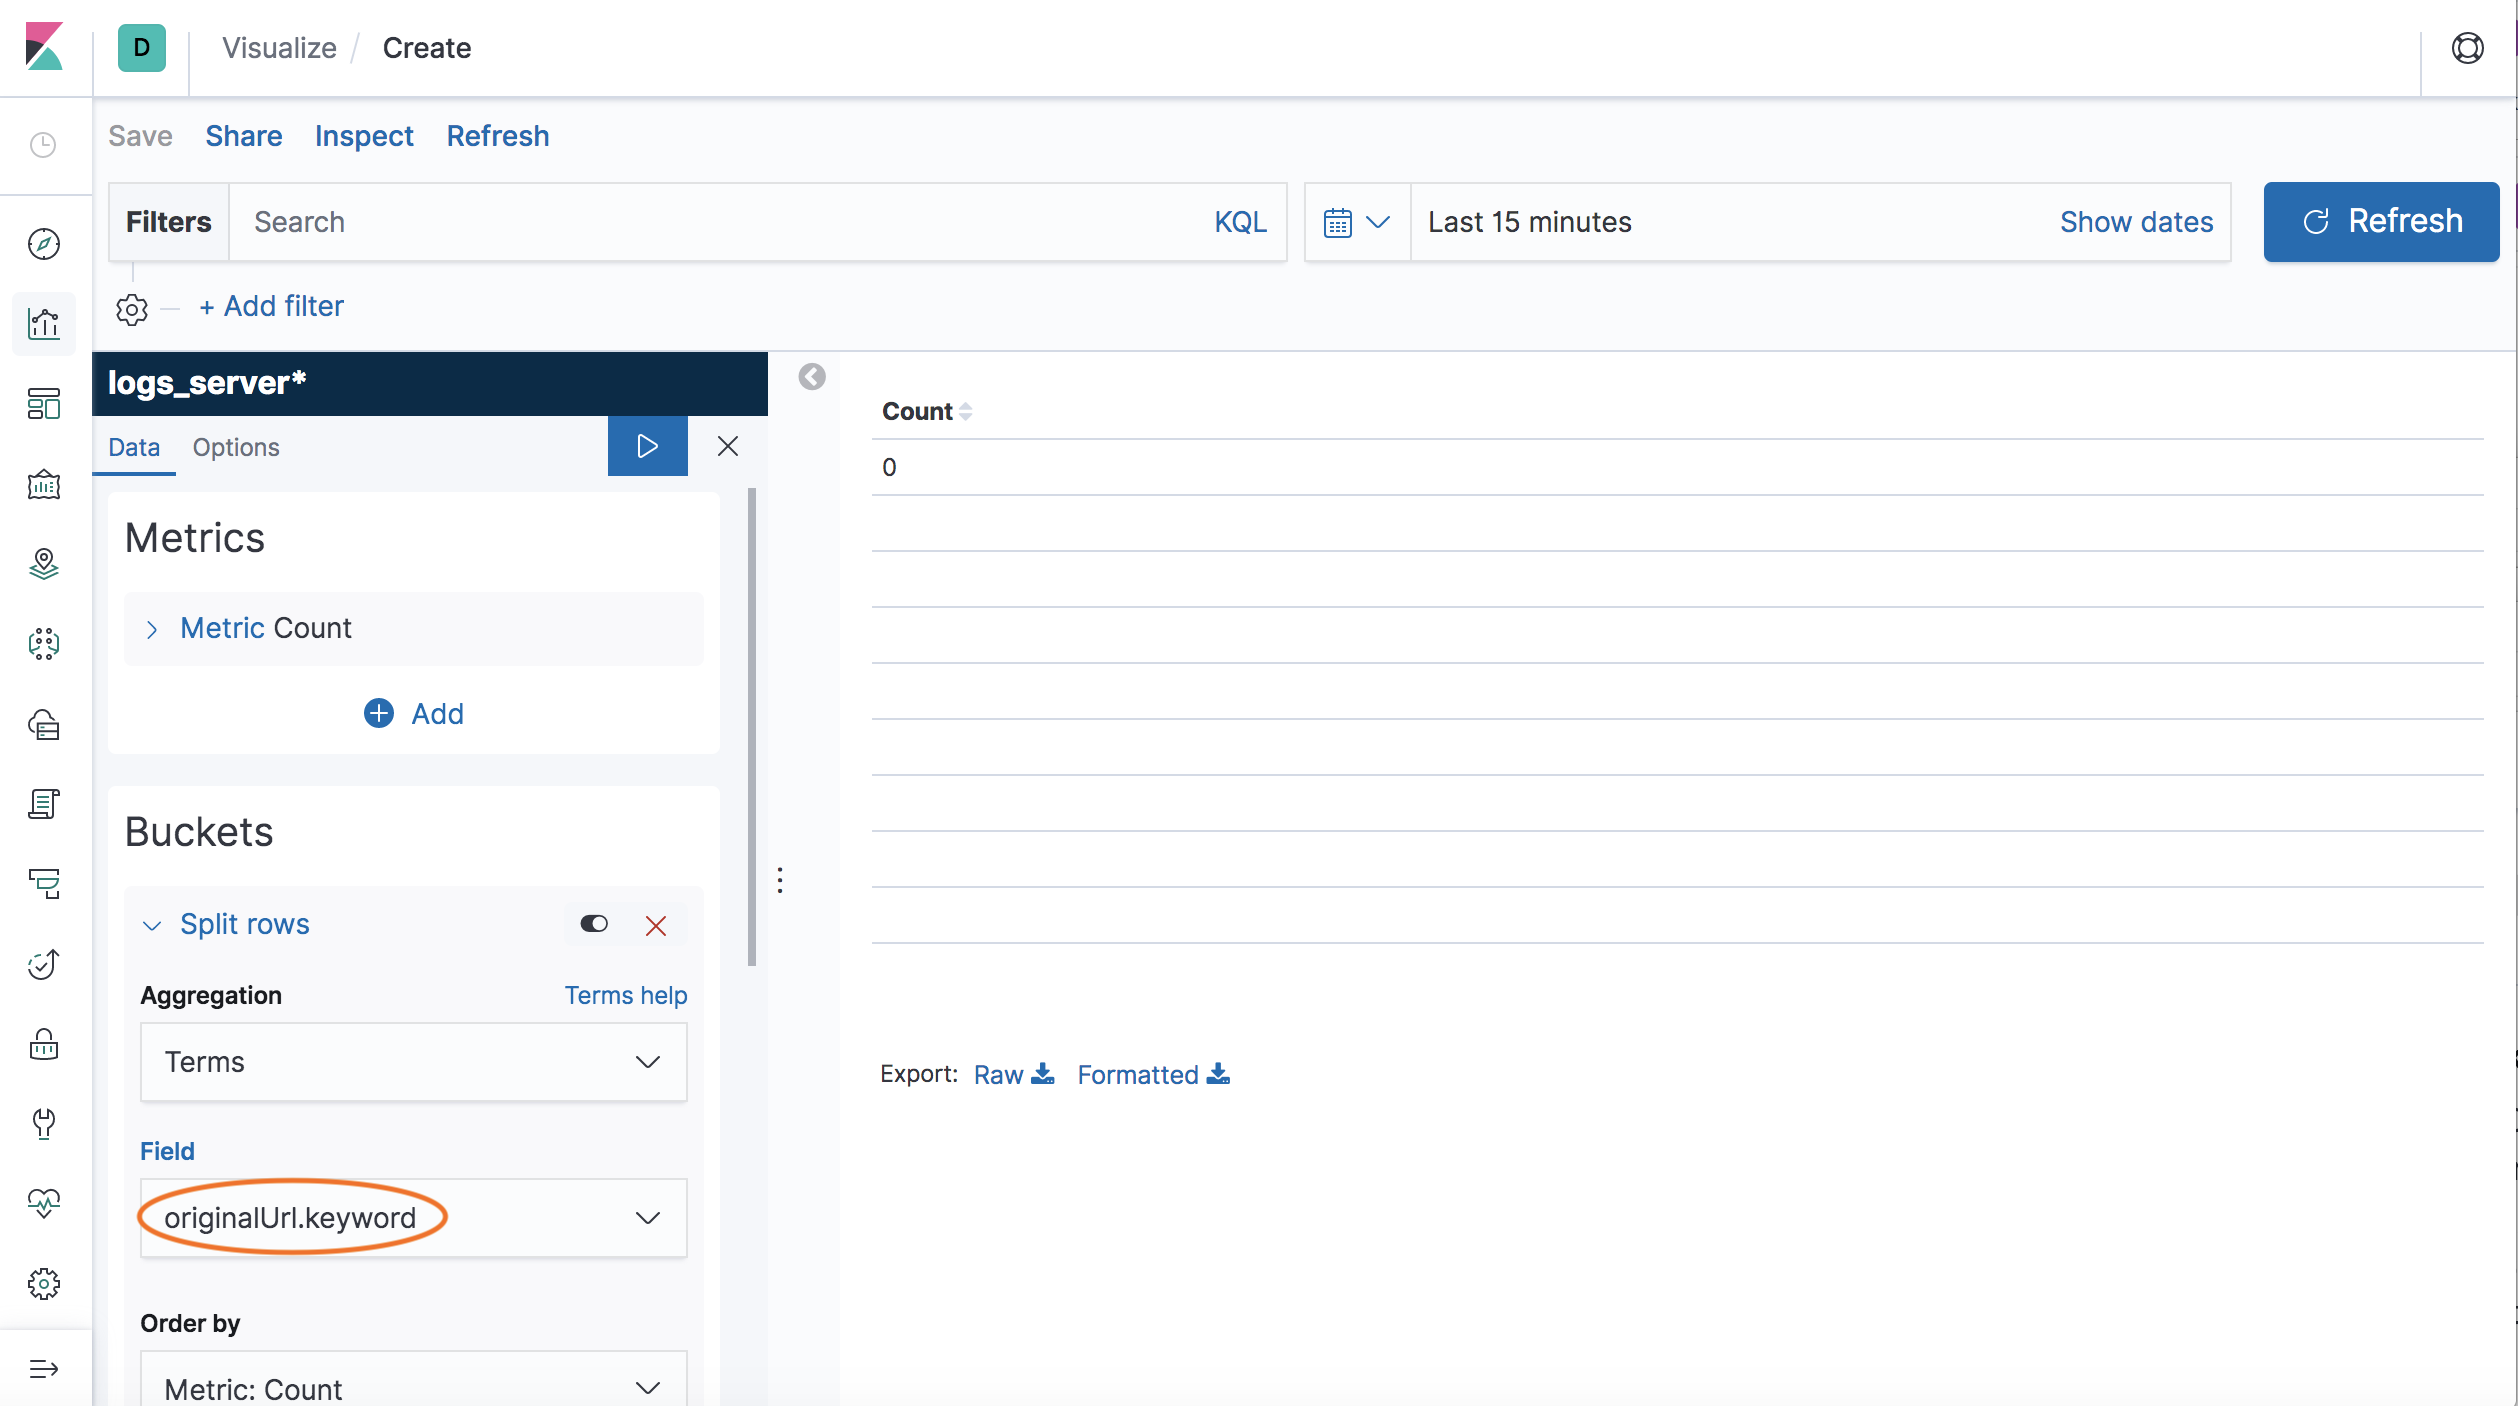 D Visualize / Create
Save Share Inspect Refresh
Filters Search KQL Last 15 minutes Show dates Refresh
+ Add filter
logs_server*
Data Options
Metrics
Metric Count
Add
Buckets
Split rows
Aggregation Terms help
Terms
Field
originalUrl.keyword
Order by
Metric: Count
Count
0
Export: Raw Formatted